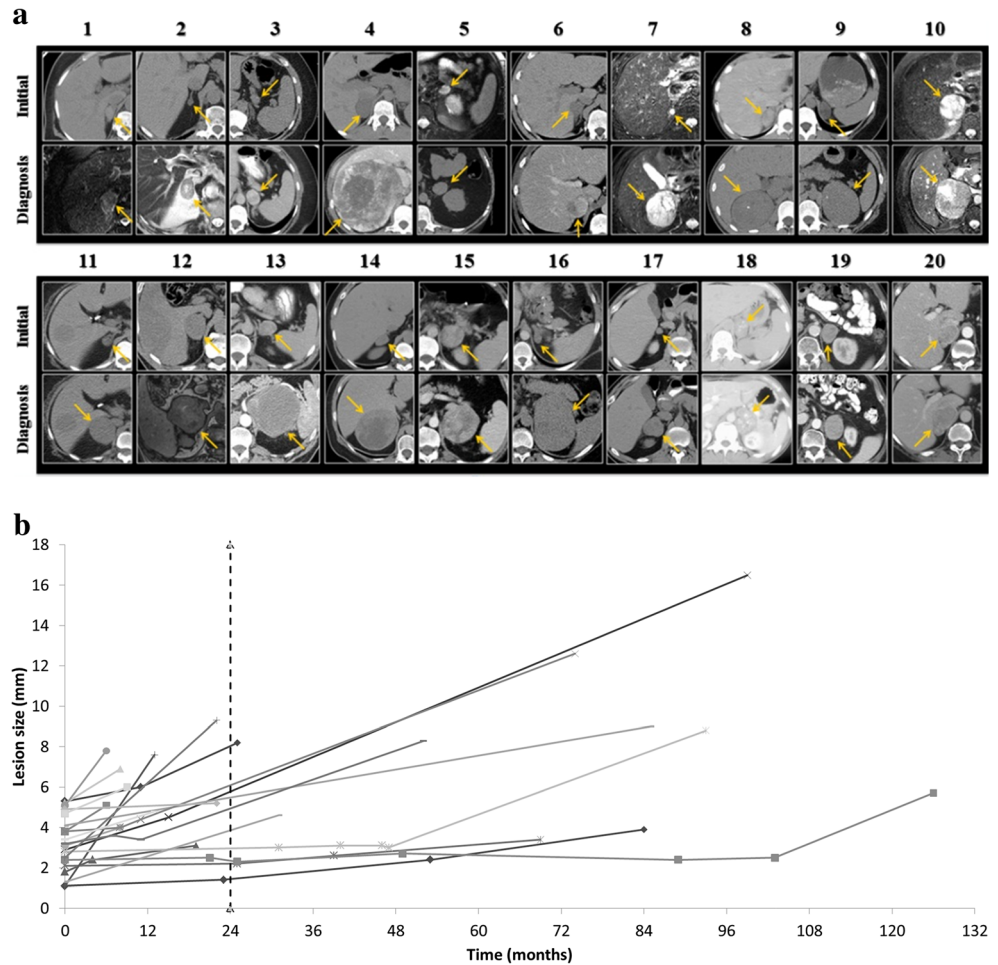 a
1 2 3 4 5 6 7 8 9 10
Initial
Diagnosis
11 12 13 14 15 16 17 18 19 20
Initial
Diagnosis
b
18
16
14
12
10
8
6
4
2
0
Lesion size (mm)
0 12 24 36 48 60 72 84 96 108 120 132
Time (months)